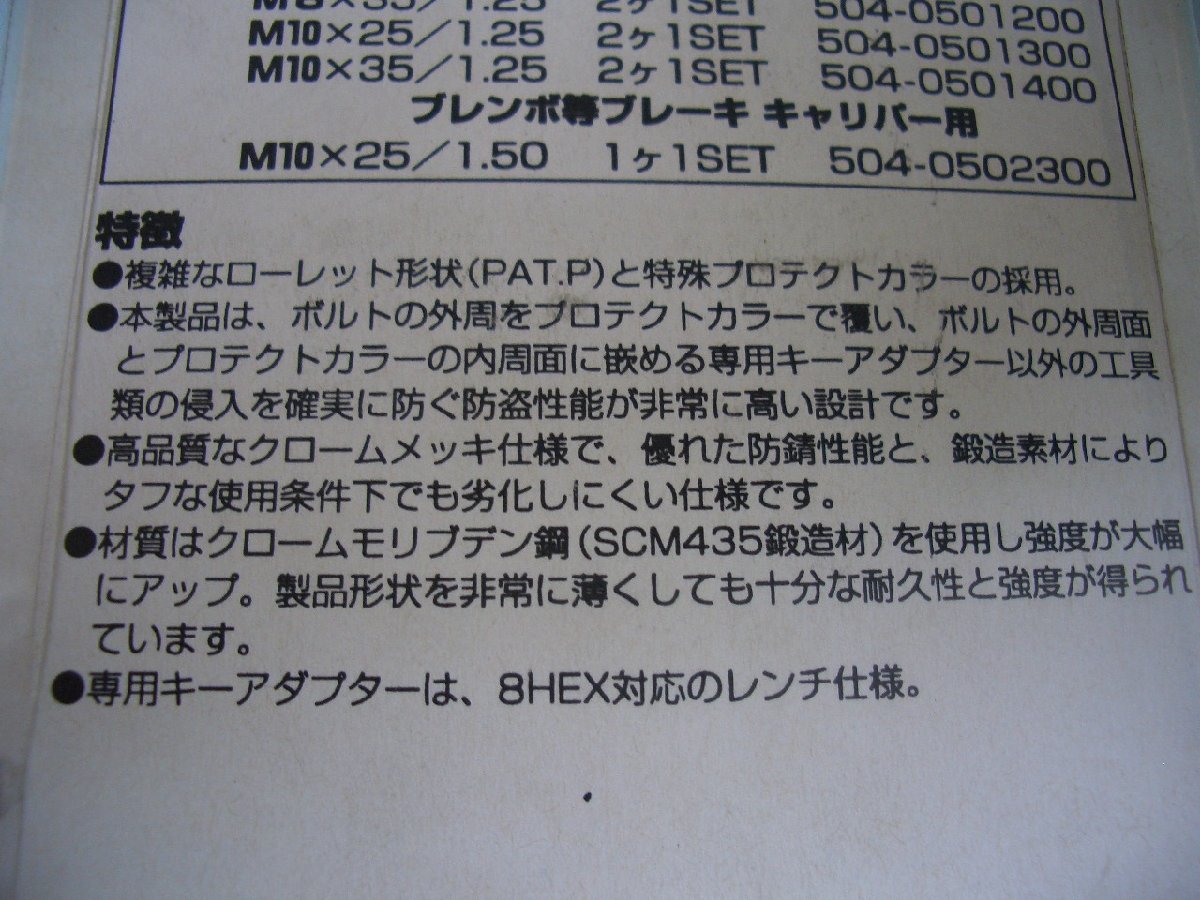 M8×35/1.25 2ヶ1SET 504-0501200
M10×25/1.25 2ヶ1SET 504-0501300
M10×35/1.25 2ヶ1SET 504-0501400
ブレンボ等ブレーキ キャリパー用
M10×25/1.50 1ヶ1SET 504-0502300
特徴
●複雑なローレット形状(PAT.P)と特殊プロテクトカラーの採用。
●本製品は、ボルトの外周をプロテクトカラーで覆い、ボルトの外周面
とプロテクトカラーの内周面に嵌める専用キーアダプター以外の工具
類の侵入を確実に防ぐ防盗性能が非常に高い設計です。
●高品質なクロームメッキ仕様で、優れた防錆性能と、鍛造素材により
タフな使用条件下でも劣化しにくい仕様です。
●材質はクロームモリブデン鋼(SCM435鍛造材)を使用し強度が大幅
にアップ。製品形状を非常に薄くしても十分な耐久性と強度が得られ
ています。
●専用キーアダプターは、8HEX対応のレンチ仕様。